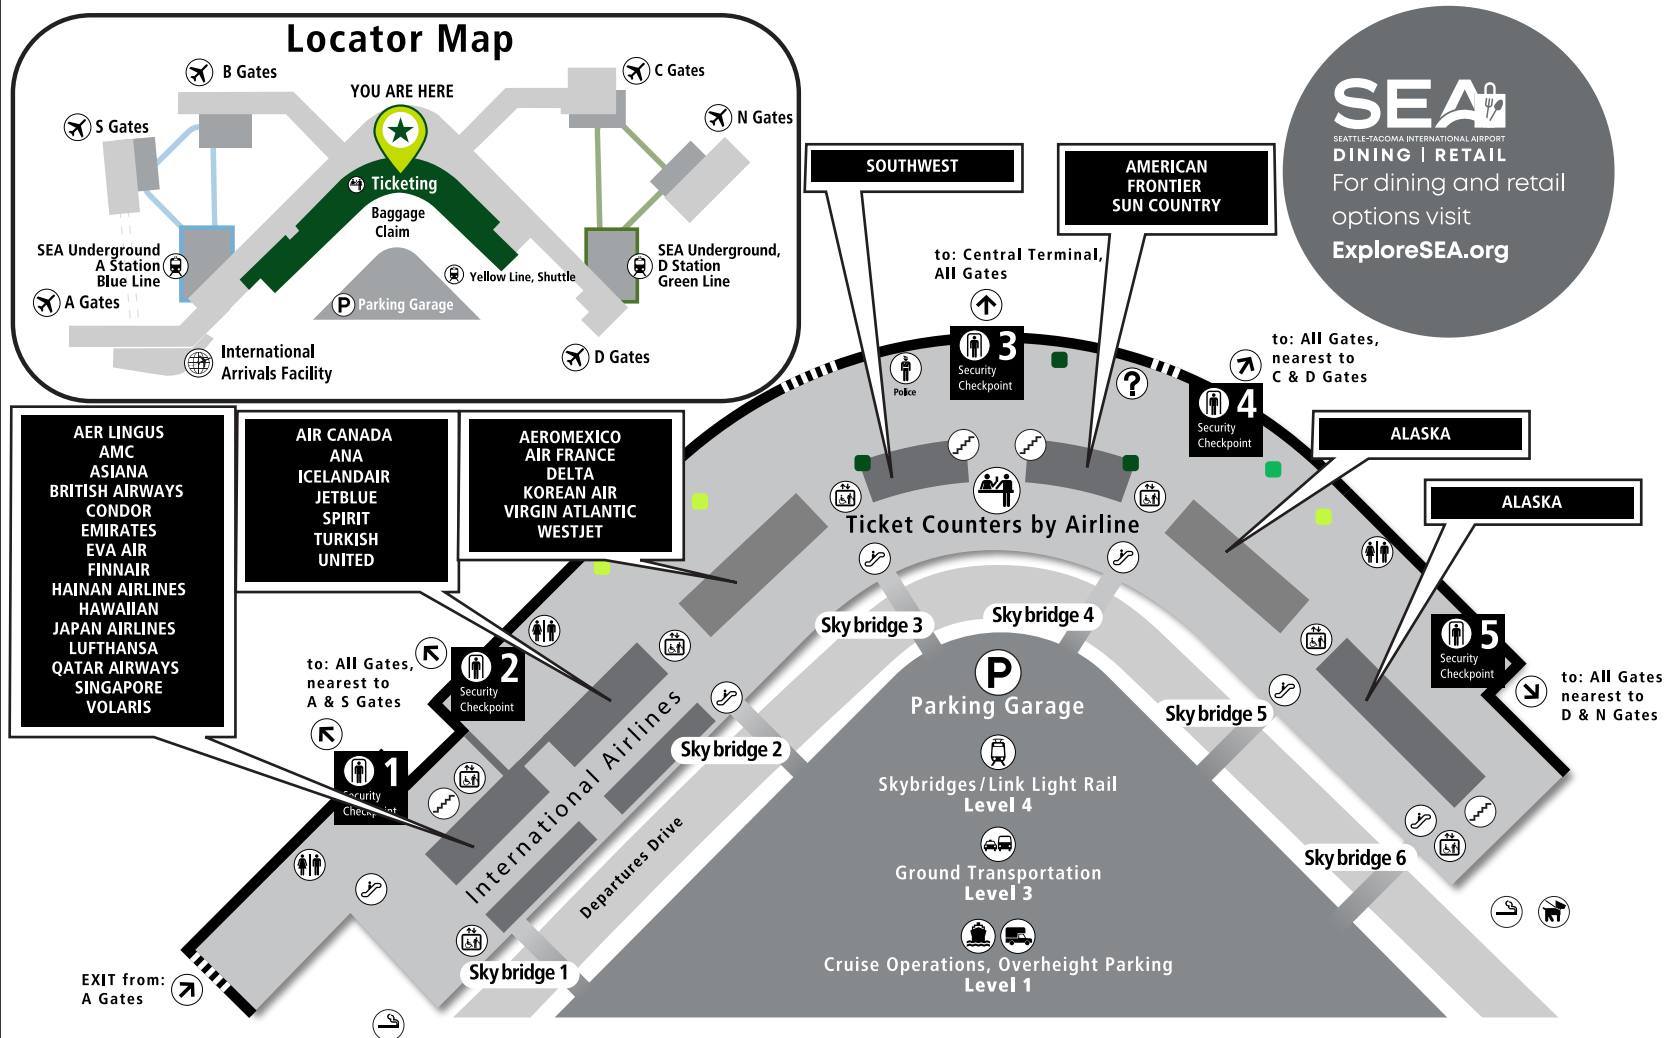 Locator Map
B Gates
C Gates
YOU ARE HERE
S Gates
N Gates
Ticketing
Baggage
Claim
SEA Underground
A Station
Blue Line
SEA Underground,
D Station
Green Line
Yellow Line, Shuttle
A Gates
P
Parking Garage
International
Arrivals Facility
D Gates
SEA
SEATTLE-TACOMA INTERNATIONAL AIRPORT
DINING | RETAIL
For dining and retail
options visit
ExploreSEA.org
SOUTHWEST
AMERICAN
FRONTIER
SUN COUNTRY
to: Central Terminal,
All Gates
3
Security
Checkpoint
Police
?
to: All Gates,
nearest to
C & D Gates
4
Security
Checkpoint
AER LINGUS
AMC
ASIANA
BRITISH AIRWAYS
CONDOR
EMIRATES
EVA AIR
FINNAIR
HAINAN AIRLINES
HAWAIIAN
JAPAN AIRLINES
LUFTHANSA
QATAR AIRWAYS
SINGAPORE
VOLARIS
AIR CANADA
ANA
ICELANDAIR
JETBLUE
SPIRIT
TURKISH
UNITED
AEROMEXICO
AIR FRANCE
DELTA
KOREAN AIR
VIRGIN ATLANTIC
WESTJET
ALASKA
ALASKA
Ticket Counters by Airline
Sky bridge 3
Sky bridge 4
to: All Gates,
nearest to
A & S Gates
2
Security
Checkpoint
5
Security
Checkpoint
to: All Gates
nearest to
D & N Gates
P
Parking Garage
Sky bridge 5
Sky bridge 2
1
Security
Checkpoint
International Airlines
Skybridges/Link Light Rail
Level 4
Departures Drive
Ground Transportation
Level 3
Sky bridge 6
Cruise Operations, Overheight Parking
Level 1
Sky bridge 1
EXIT from:
A Gates